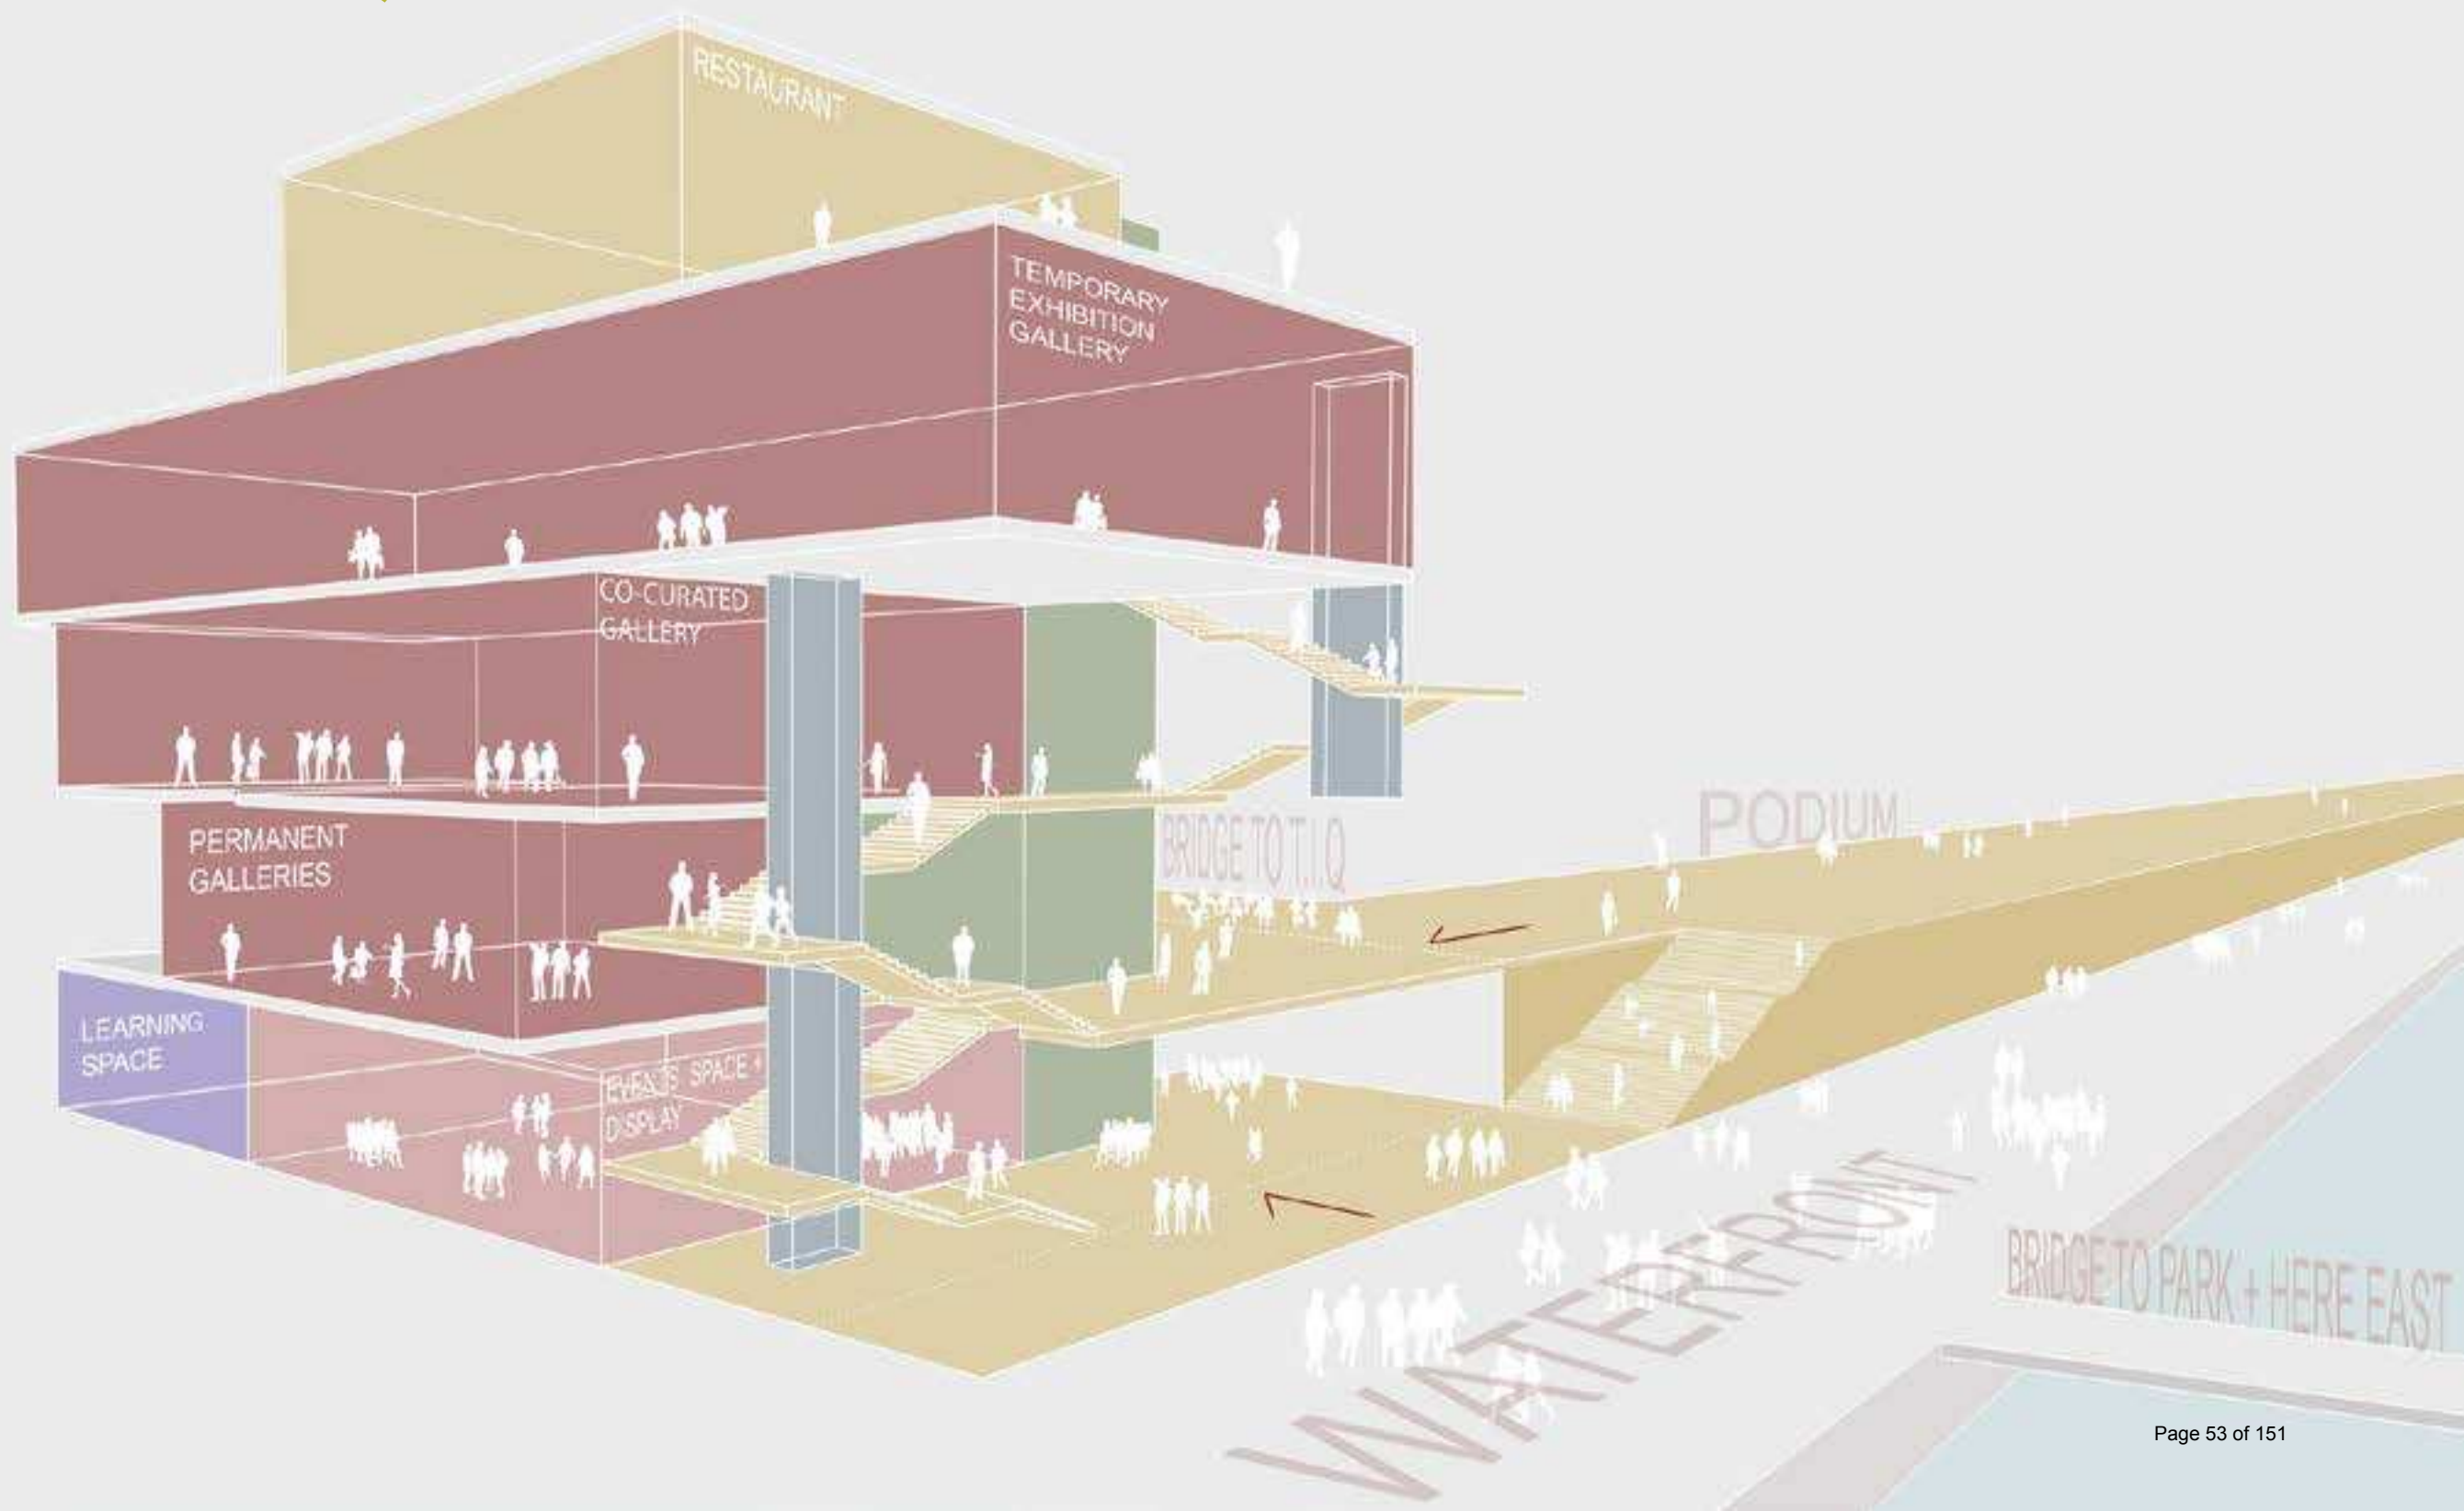 RESTAURANT
TEMPORARY
EXHIBITION
GALLERY
CO-CURATED
GALLERY
PERMANENT
GALLERIES
BRIDGE TO T.I.Q
PODIUM
LEARNING
SPACE
EVENTS SPACE +
DISPLAY
WATERFRONT
BRIDGE TO PARK + HERE EAST
Page 53 of 151